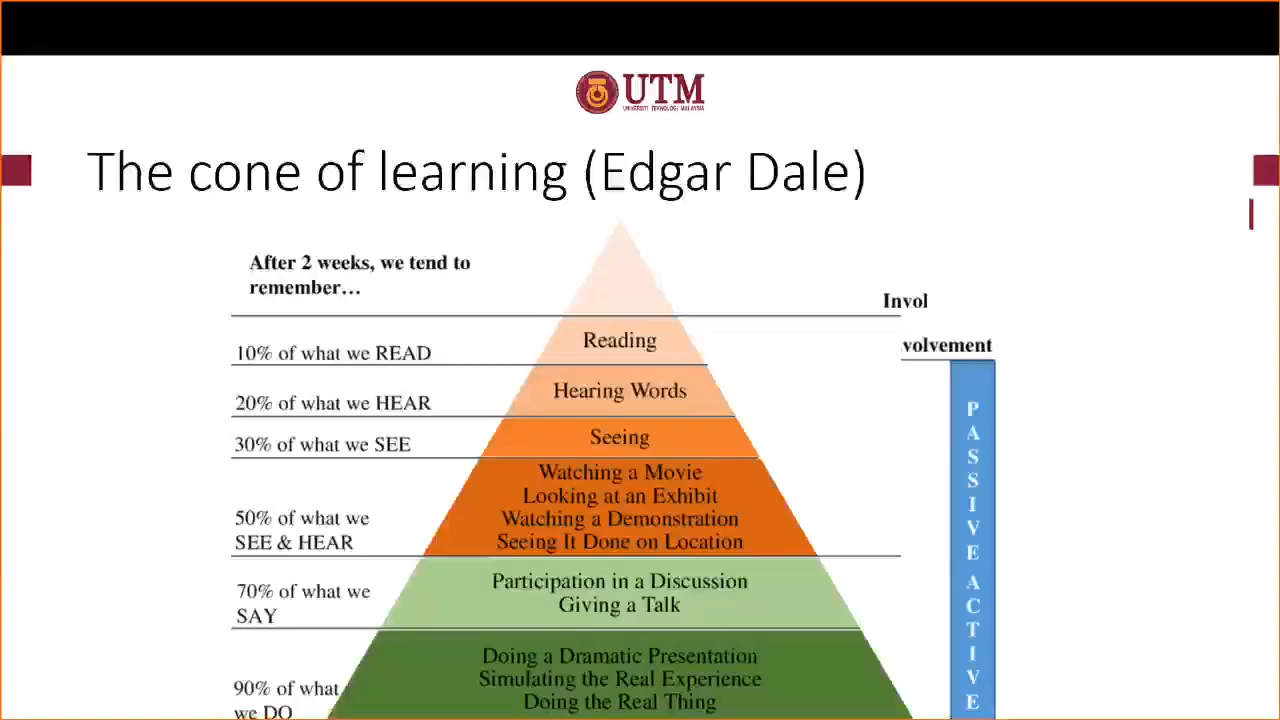 UTM
UNIVERSITI TEKNOLOGI MALAYSIA
The cone of learning (Edgar Dale)
After 2 weeks, we tend to
remember…
Invol
volvement
10% of what we READ
Reading
20% of what we HEAR
Hearing Words
30% of what we SEE
Seeing
50% of what we
SEE & HEAR
Watching a Movie
Looking at an Exhibit
Watching a Demonstration
Seeing It Done on Location
70% of what we
SAY
Participation in a Discussion
Giving a Talk
90% of what
we DO
Doing a Dramatic Presentation
Simulating the Real Experience
Doing the Real Thing
PASSIVE
ACTIVE